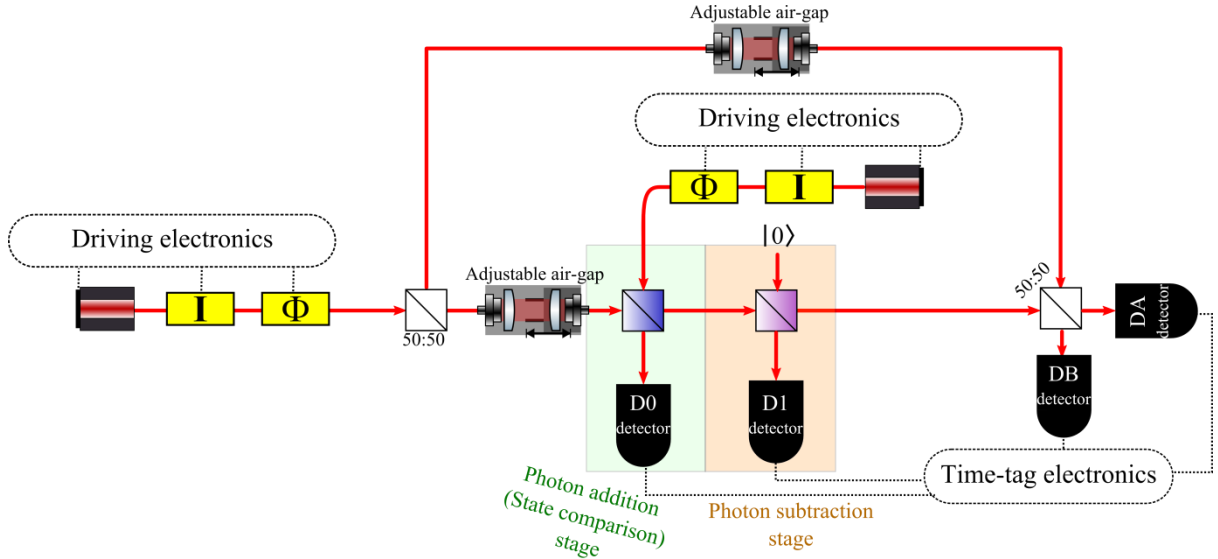 Adjustable air-gap
Driving electronics
Φ
I
|0⟩
Driving electronics
I
Φ
50:50
Adjustable air-gap
50:50
DA
detector
D0
detector
D1
detector
DB
detector
Time-tag electronics
Photon addition
(State comparison)
stage
Photon subtraction
stage